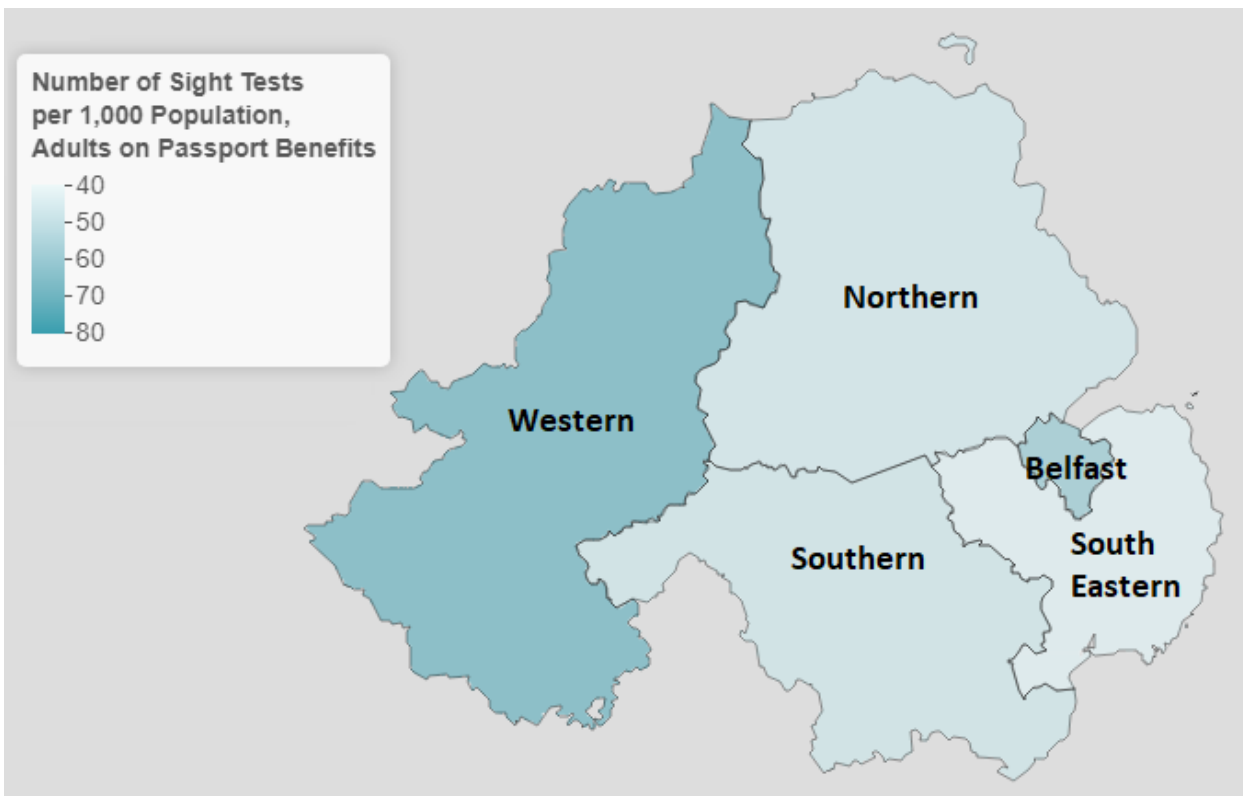 Number of Sight Tests
per 1,000 Population,
Adults on Passport Benefits
40
50
60
70
80
Northern
Western
Belfast
Southern
South
Eastern